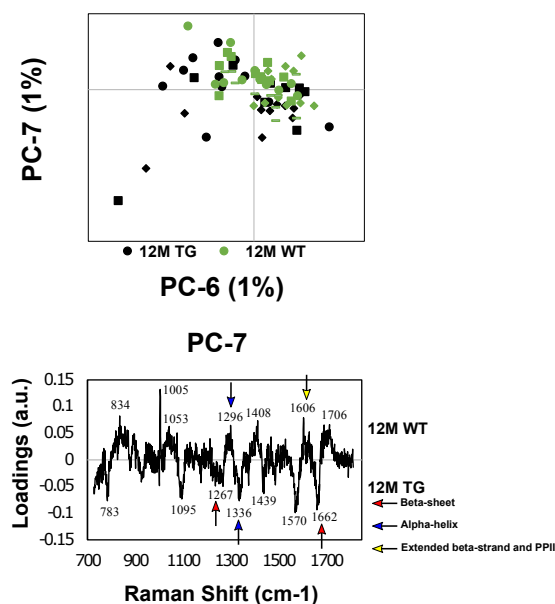 PC-7 (1%)
12M TG
12M WT
PC-6 (1%)
PC-7
Loadings (a.u.)
0.15
0.1
0.05
0
-0.05
-0.1
-0.15
834
1005
1053
1296
1408
1606
1706
783
1095
1267
1336
1439
1570
1662
700
900
1100
1300
1500
1700
Raman Shift (cm-1)
12M WT
12M TG
Beta-sheet
Alpha-helix
Extended beta-strand and PPII